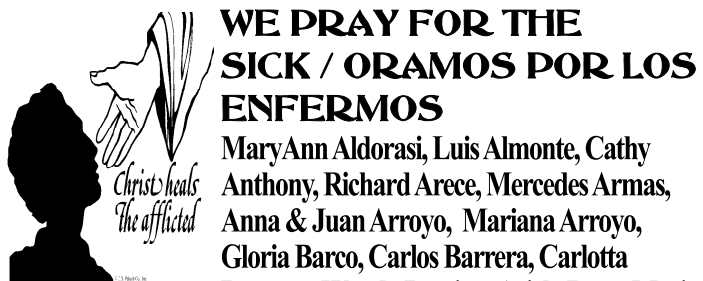 WE PRAY FOR THE
SICK / ORAMOS POR LOS
ENFERMOS
MaryAnn Aldorasi, Luis Almonte, Cathy
Anthony, Richard Arece, Mercedes Armas,
Anna & Juan Arroyo, Mariana Arroyo,
Gloria Barco, Carlos Barrera, Carlotta
Christ heals
the afflicted